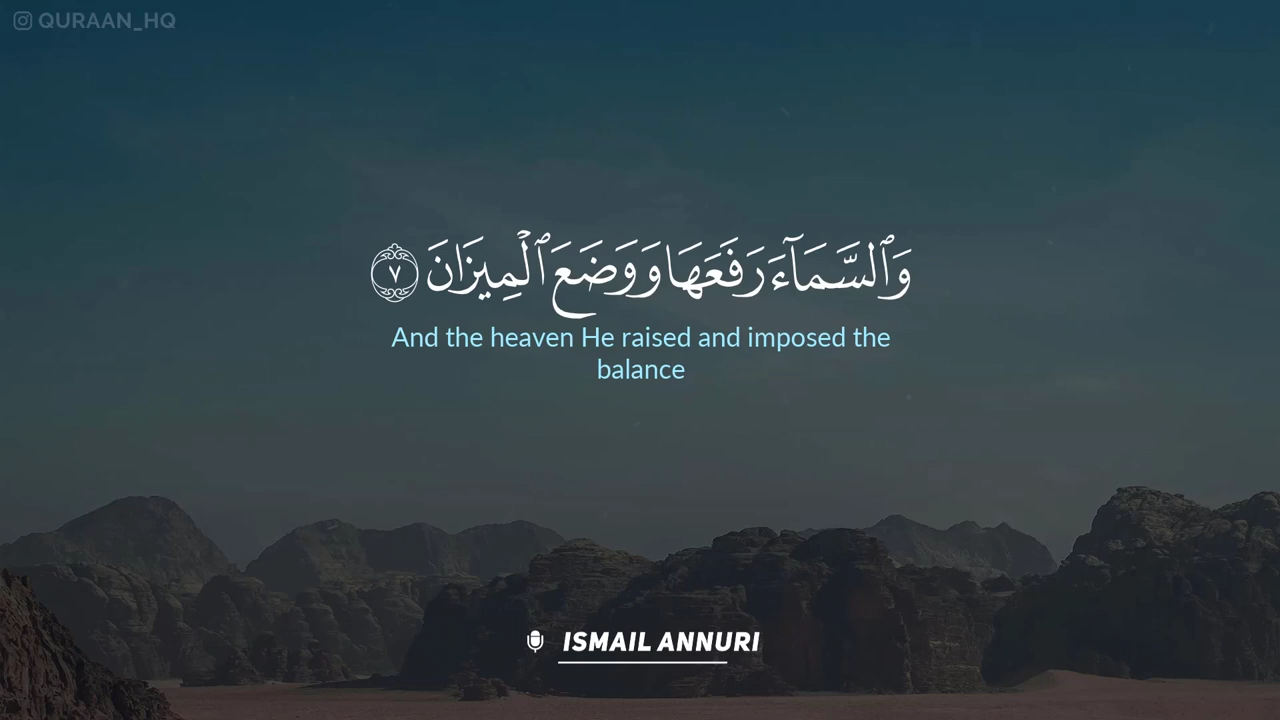 QURAAN_HQ
وَٱلسَّمَآءَ رَفَعَهَا وَوَضَعَ ٱلْمِيزَانَ ٧
And the heaven He raised and imposed the
balance
ISMAIL ANNURI